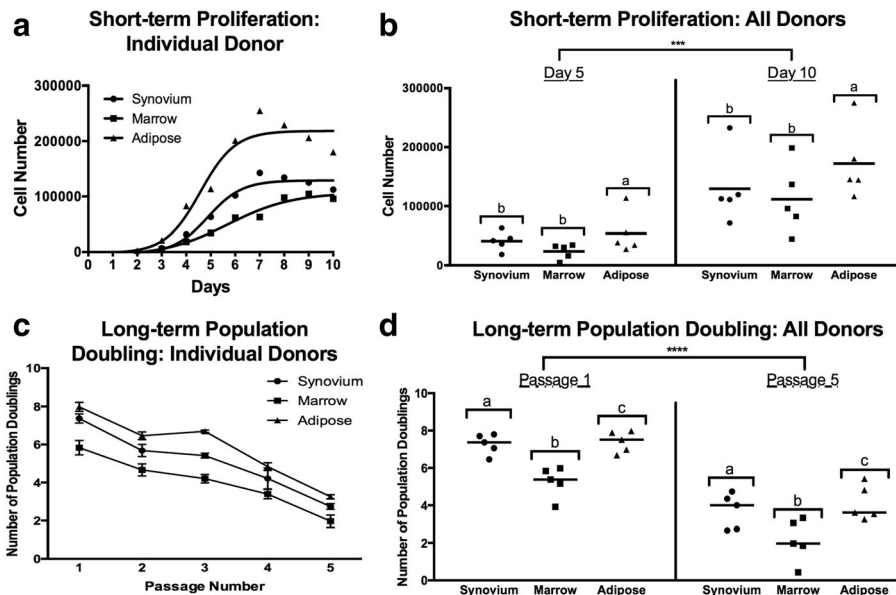 a
Short-term Proliferation:
Individual Donor
Cell Number
300000
200000
100000
0
Synovium
Marrow
Adipose
0 1 2 3 4 5 6 7 8 9 10
Days
b
Short-term Proliferation: All Donors
***
Day 5
Day 10
Cell Number
300000
200000
100000
0
b
b
a
b
b
a
Synovium Marrow Adipose Synovium Marrow Adipose
c
Long-term Population
Doubling: Individual Donors
Number of Population Doublings
10
8
6
4
2
0
Synovium
Marrow
Adipose
1 2 3 4 5
Passage Number
d
Long-term Population Doubling: All Donors
****
Passage 1
Passage 5
Number of Population Doublings
10
8
6
4
2
0
a
b
c
a
b
c
Synovium Marrow Adipose Synovium Marrow Adipose